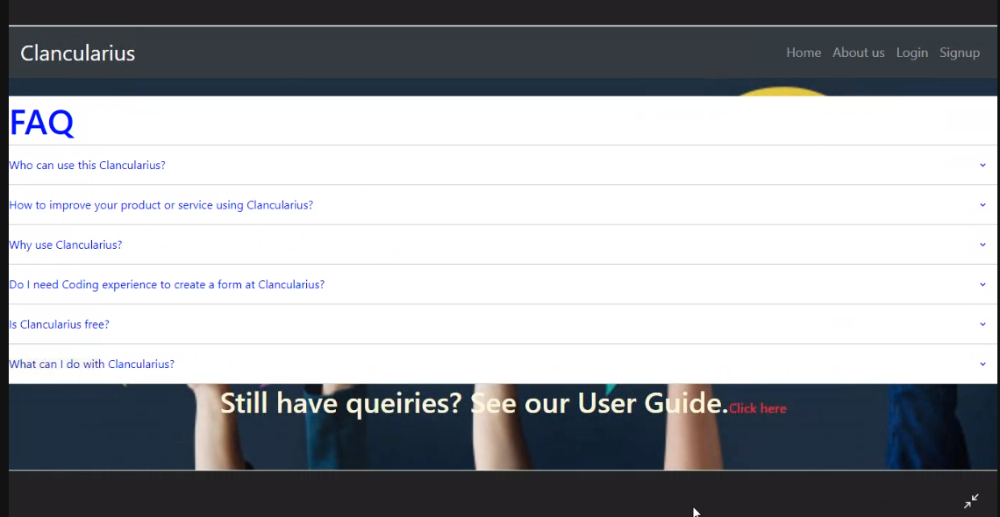 Clancularius
Home About us Login Signup
FAQ
Who can use this Clancularius?
How to improve your product or service using Clancularius?
Why use Clancularius?
Do I need Coding experience to create a form at Clancularius?
Is Clancularius free?
What can I do with Clancularius?
Still have queiries? See our User Guide.Click here